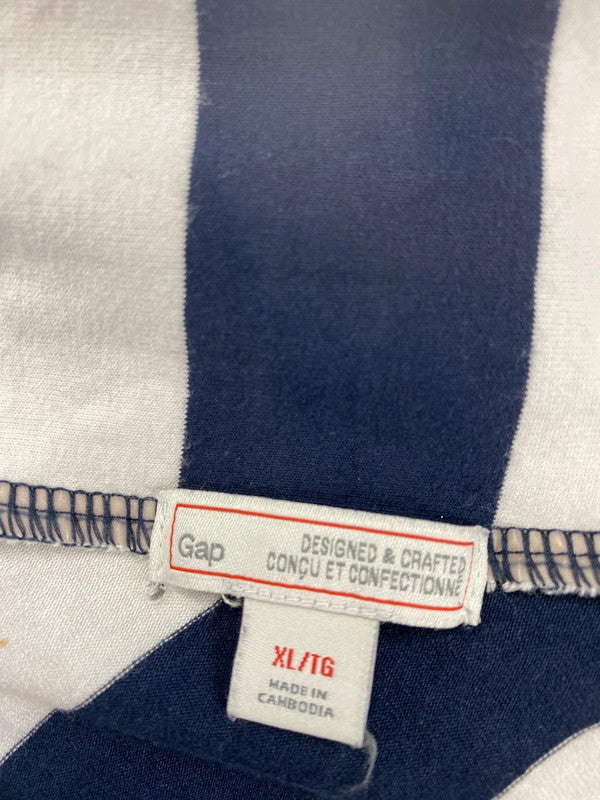 Gap
DESIGNED & CRAFTED
CONÇU ET CONFECTIONNÉ
XL/TG
MADE IN
CAMBODIA